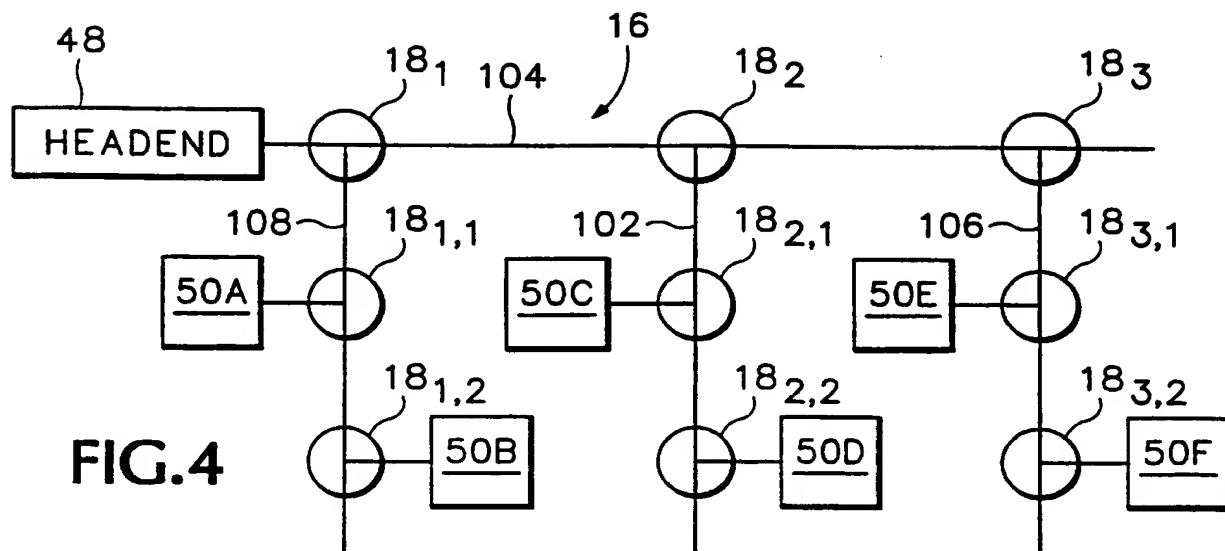 48
16
18₁
104
18₂
18₃
HEADEND
108
18₁,₁
102
18₂,₁
106
18₃,₁
50A
50C
50E
18₁,₂
18₂,₂
18₃,₂
FIG.4
50B
50D
50F